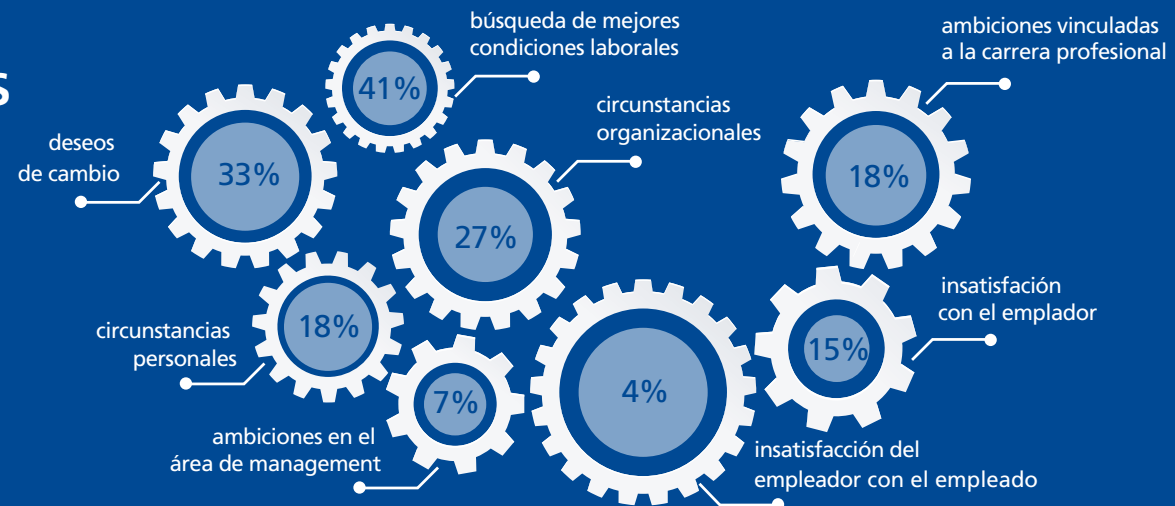 S
búsqueda de mejores
condiciones laborales
41%
ambiciones vinculadas
a la carrera profesional
18%
deseos
de cambio
33%
circunstancias
organizacionales
27%
circunstancias
personales
18%
insatisfación
con el emplador
15%
ambiciones en el
área de management
7%
4%
insatisfacción del
empleador con el empleado